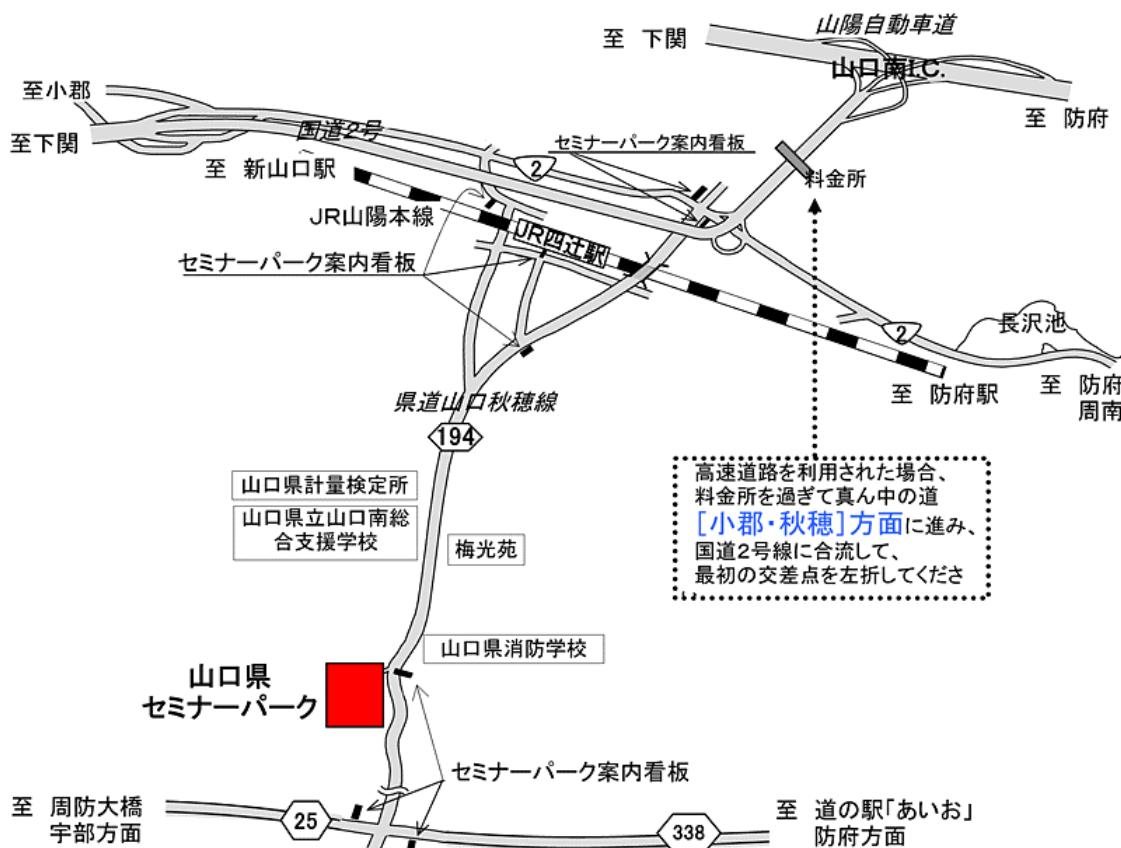 山陽自動車道
至 下関
山口南I.C.
至小郡
至 防府
国道2号
至下関
セミナーパーク案内看板
2
至 新山口駅
料金所
JR山陽本線
JR四辻駅
セミナーパーク案内看板
長沢池
2
至 防府駅
至 防府
周南
県道山口秋穂線
194
高速道路を利用された場合、
料金所を過ぎて真ん中の道
[小郡・秋穂]方面に進み、
国道2号線に合流して、
最初の交差点を左折してくださ
い
山口県計量検定所
山口県立山口南総
合支援学校
梅光苑
山口県消防学校
山口県
セミナーパーク
セミナーパーク案内看板
至 周防大橋
宇部方面
25
338
至 道の駅「あいお」
防府方面